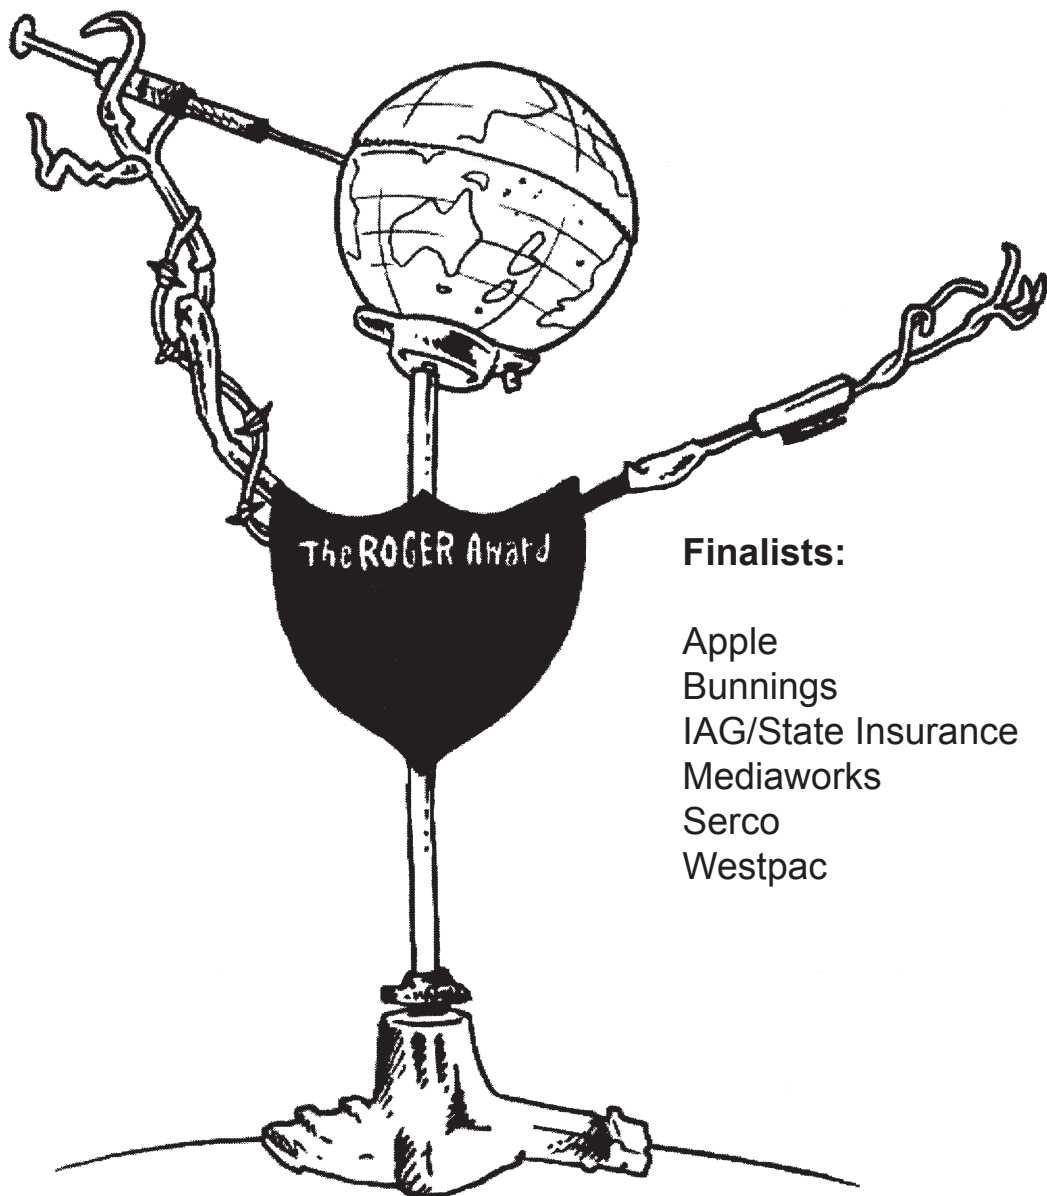 The ROGER Award
Finalists:
Apple
Bunnings
IAG/State Insurance
Mediaworks
Serco
Westpac